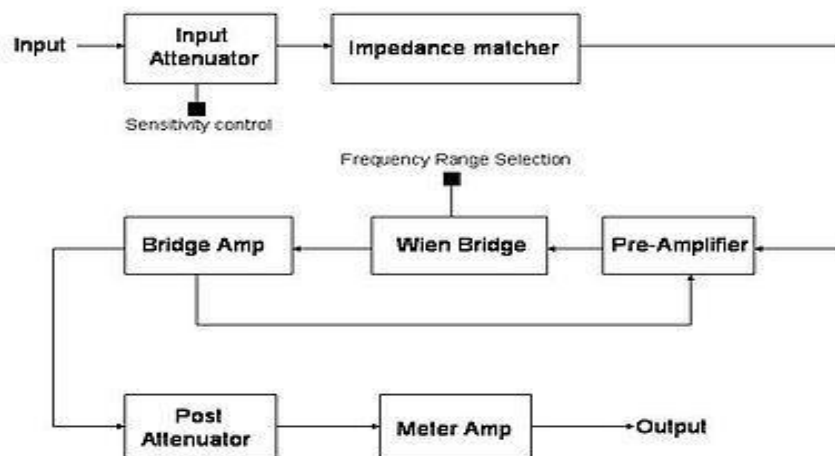 Input
Input
Attenuator
Impedance matcher
Sensitivity control
Frequency Range Selection
Bridge Amp
Wien Bridge
Pre-Amplifier
Post
Attenuator
Meter Amp
Output